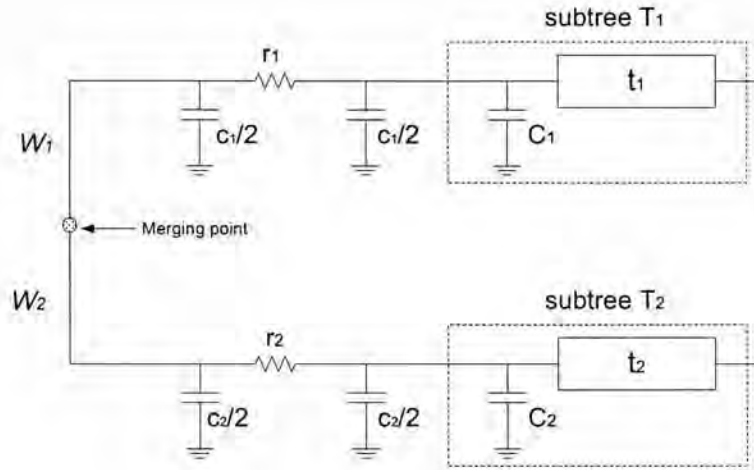 subtree T₁
r₁
t₁
c₁/2
c₁/2
C₁
W₁
Merging point
W₂
subtree T₂
r₂
t₂
c₂/2
c₂/2
C₂